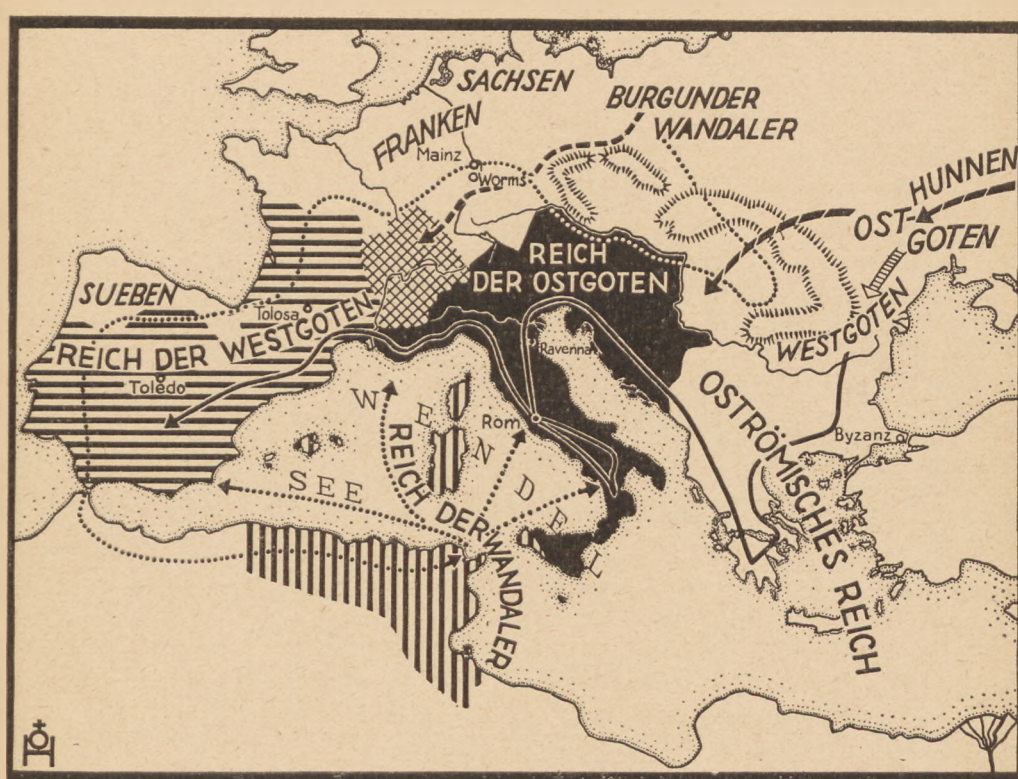 SACHSEN
FRANKEN
Mainz
Worms
BURGUNDER
WANDALER
HUNNEN
OST-
GOTEN
REICH
DER OSTGOTEN
SUEBEN
Tolosa
REICH DER WESTGOTEN
Toledo
WESTGOTEN
Ravenna
Rom
OSTRÖMISCHES REICH
Byzanz
WENDEL
SEE
REICH DER WANDALER
H